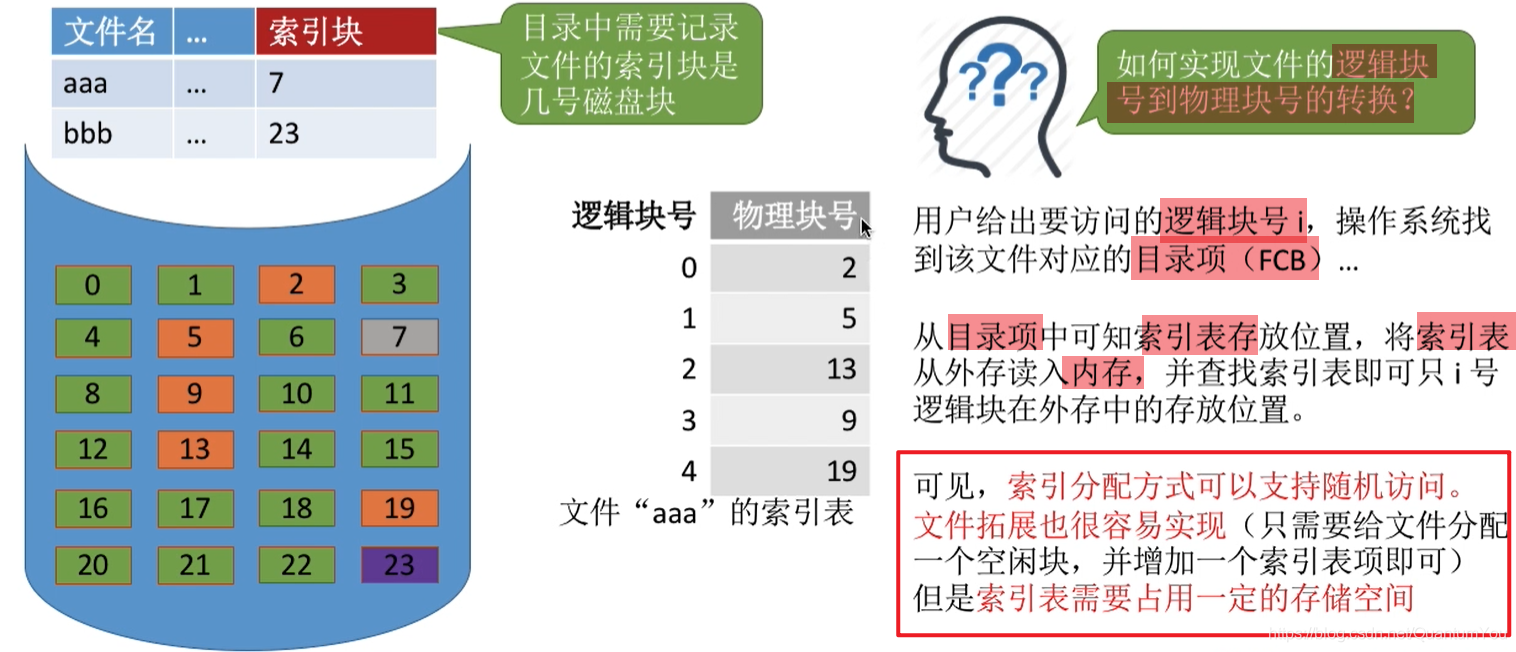 文件名 ... 索引块
aaa ... 7
bbb ... 23
目录中需要记录
文件的索引块是
几号磁盘块
???
如何实现文件的逻辑块
号到物理块号的转换？
0 1 2 3
4 5 6 7
8 9 10 11
12 13 14 15
16 17 18 19
20 21 22 23
逻辑块号 物理块号
0 2
1 5
2 13
3 9
4 19
文件“aaa”的索引表
用户给出要访问的逻辑块号 i，操作系统找
到该文件对应的目录项（FCB）...
从目录项中可知索引表存放位置，将索引表
从外存读入内存，并查找索引表即可只 i 号
逻辑块在外存中的存放位置。
可见，索引分配方式可以支持随机访问。
文件拓展也很容易实现（只需要给文件分配
一个空闲块，并增加一个索引表项即可）
但是索引表需要占用一定的存储空间
https://blog.csdn.net/QuantumYou